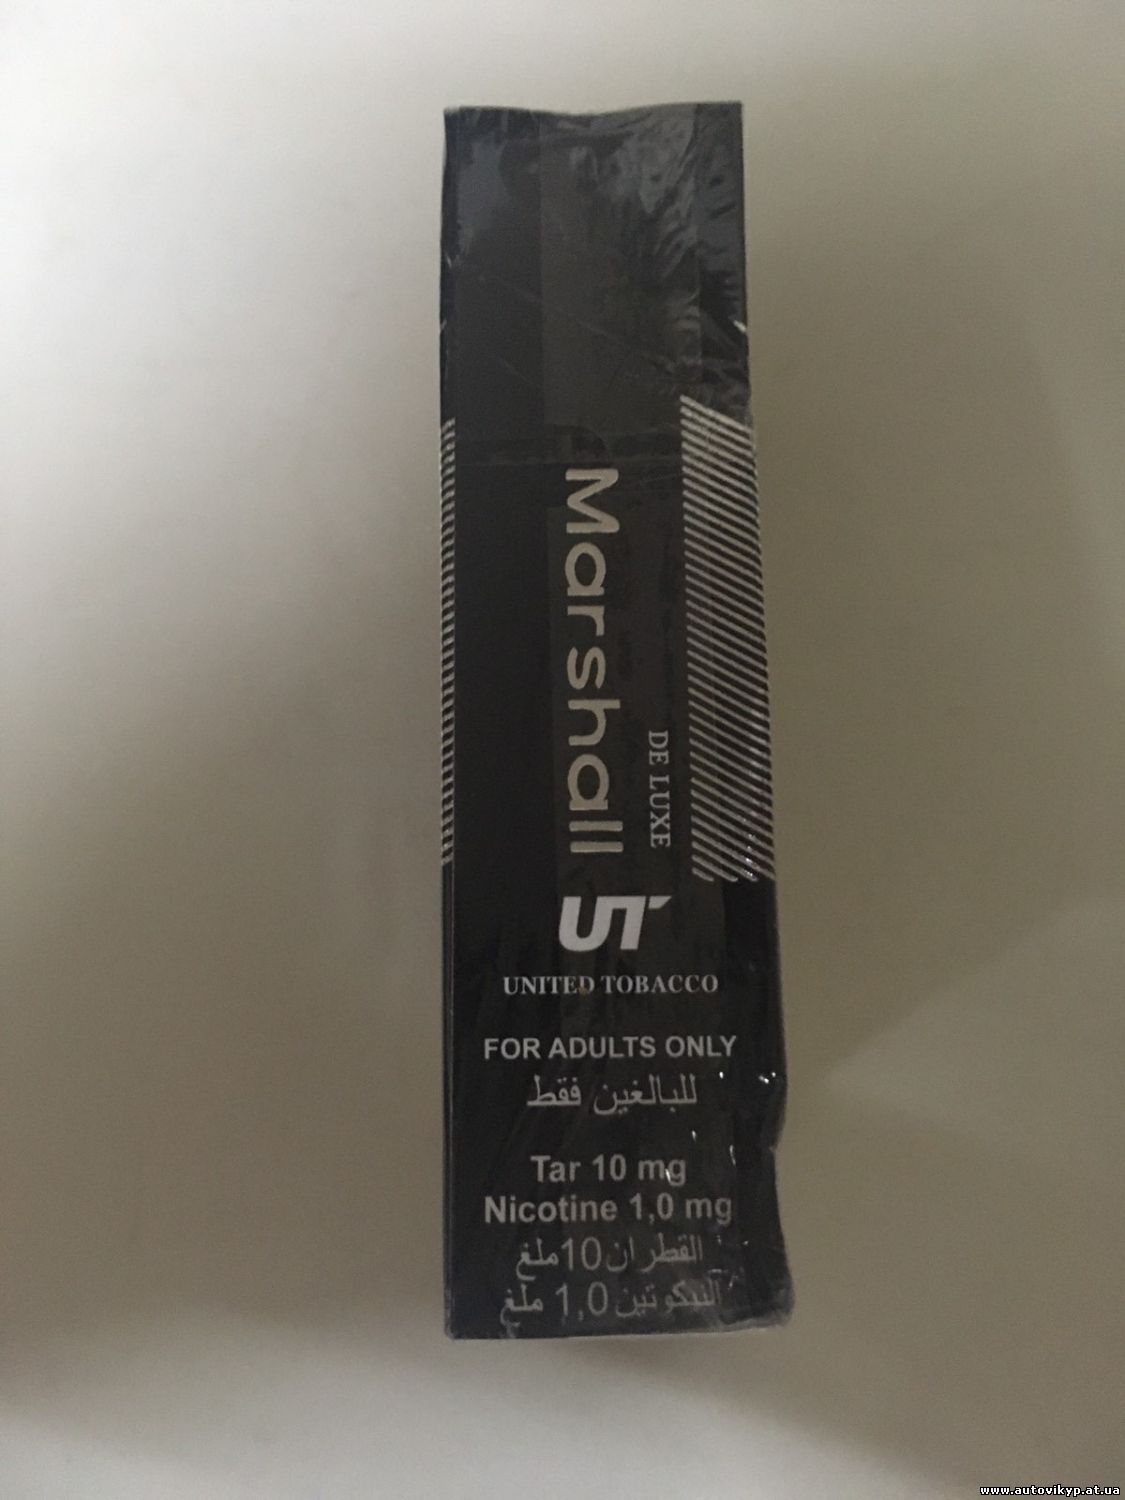 Marshall
DE LUXE
UT
UNITED TOBACCO
FOR ADULTS ONLY
للبالغين فقط
Tar 10 mg
Nicotine 1,0 mg
القطران 10 ملغ
النيكوتين 1,0 ملغ
www.autovikyp.at.ua